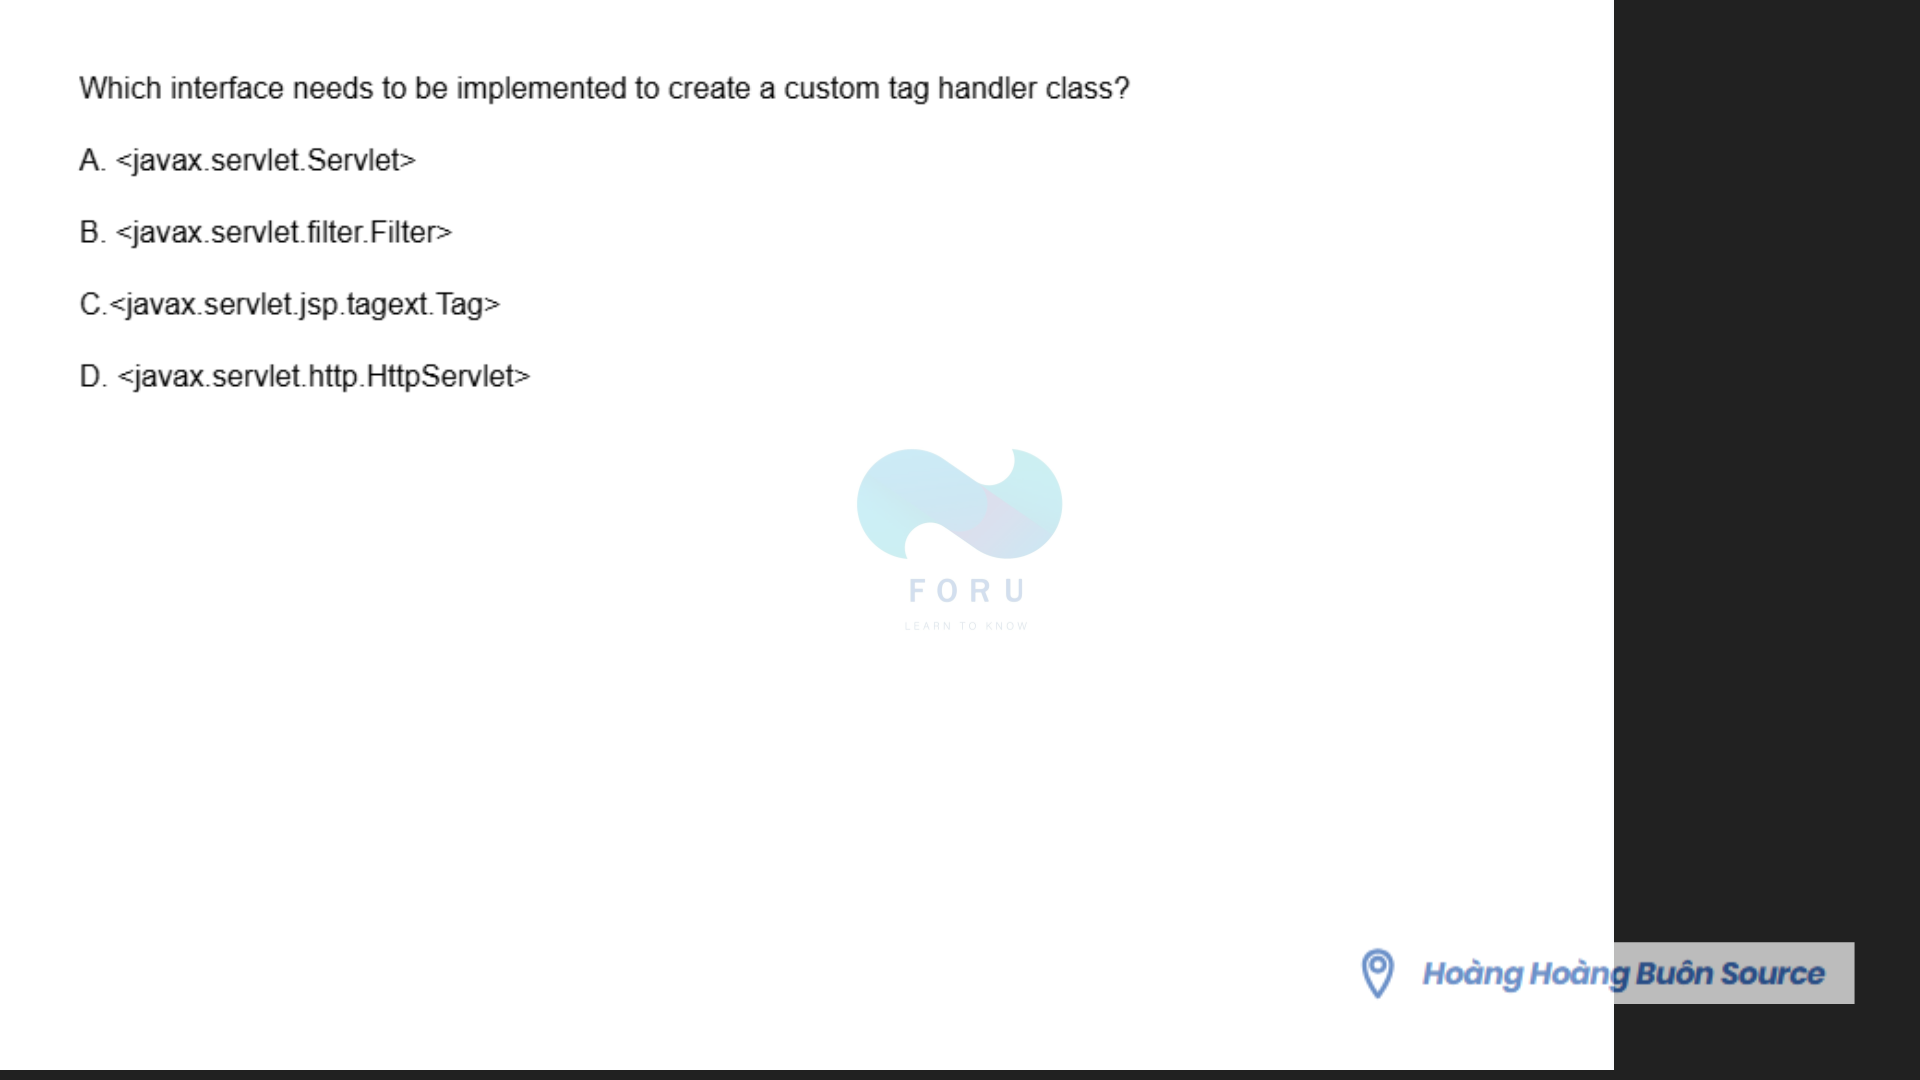 Which interface needs to be implemented to create a custom tag handler class?
A. <javax.servlet.Servlet>
B. <javax.servlet.filter.Filter>
C.<javax.servlet.jsp.tagext.Tag>
D. <javax.servlet.http.HttpServlet>
FORU
LEARN TO KNOW
Hoàng Hoàng Buôn Source